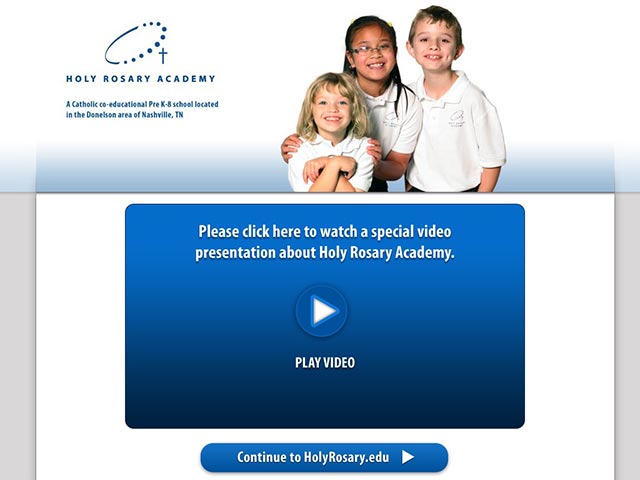 HOLY ROSARY ACADEMY
A Catholic co-educational Pre K-8 school located
in the Donelson area of Nashville, TN
Please click here to watch a special video
presentation about Holy Rosary Academy.
PLAY VIDEO
Continue to HolyRosary.edu